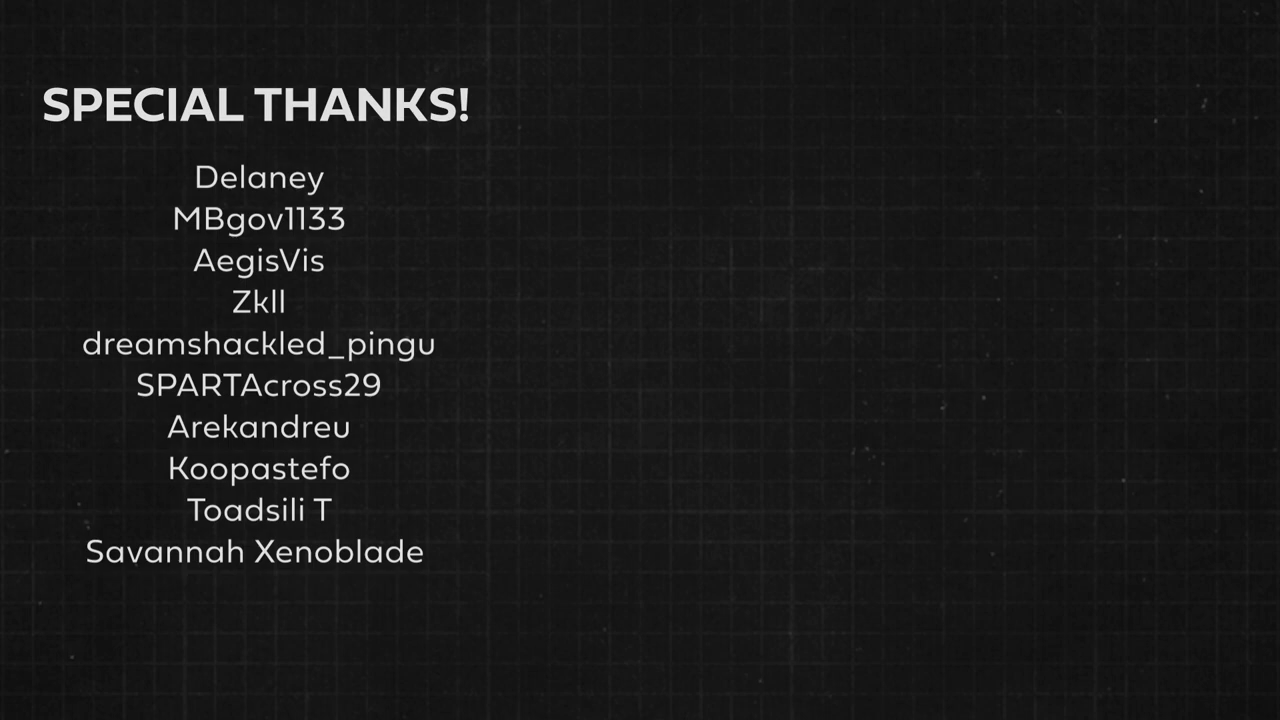 SPECIAL THANKS!
Delaney
MBgov1133
AegisVis
Zkll
dreamshackled_pingu
SPARTAcross29
Arekandreu
Koopastefo
Toadsili T
Savannah Xenoblade